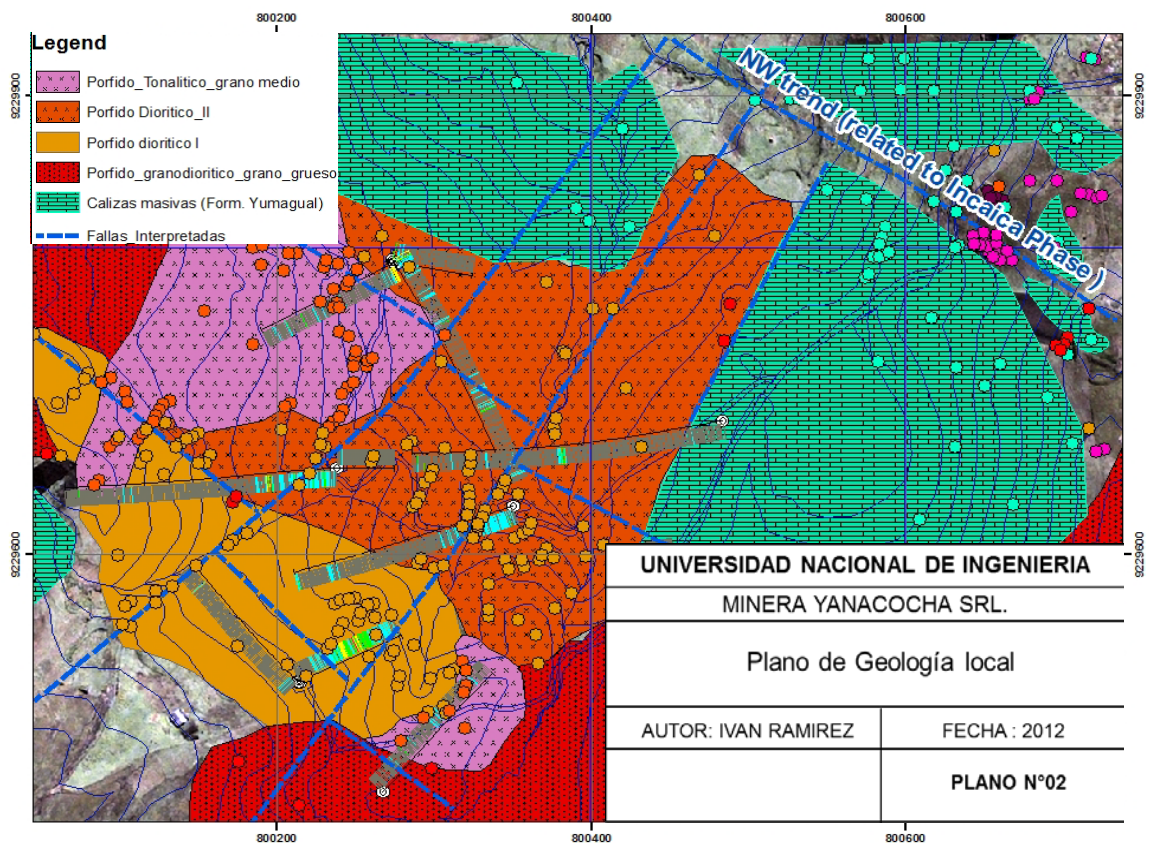 800200
800400
800600
Legend
Porfido_Tonalitico_grano medio
Porfido Dioritico_II
Porfido dioritico I
Porfido_granodioritico_grano_grueso
Calizas masivas (Form. Yumagual)
Fallas Interpretadas
9229900
9229900
NW trend (related to Incaica Phase )
9229600
9229600
UNIVERSIDAD NACIONAL DE INGENIERIA
MINERA YANACOCHA SRL.
Plano de Geología local
AUTOR: IVAN RAMIREZ
FECHA : 2012
PLANO N°02
800200
800400
800600